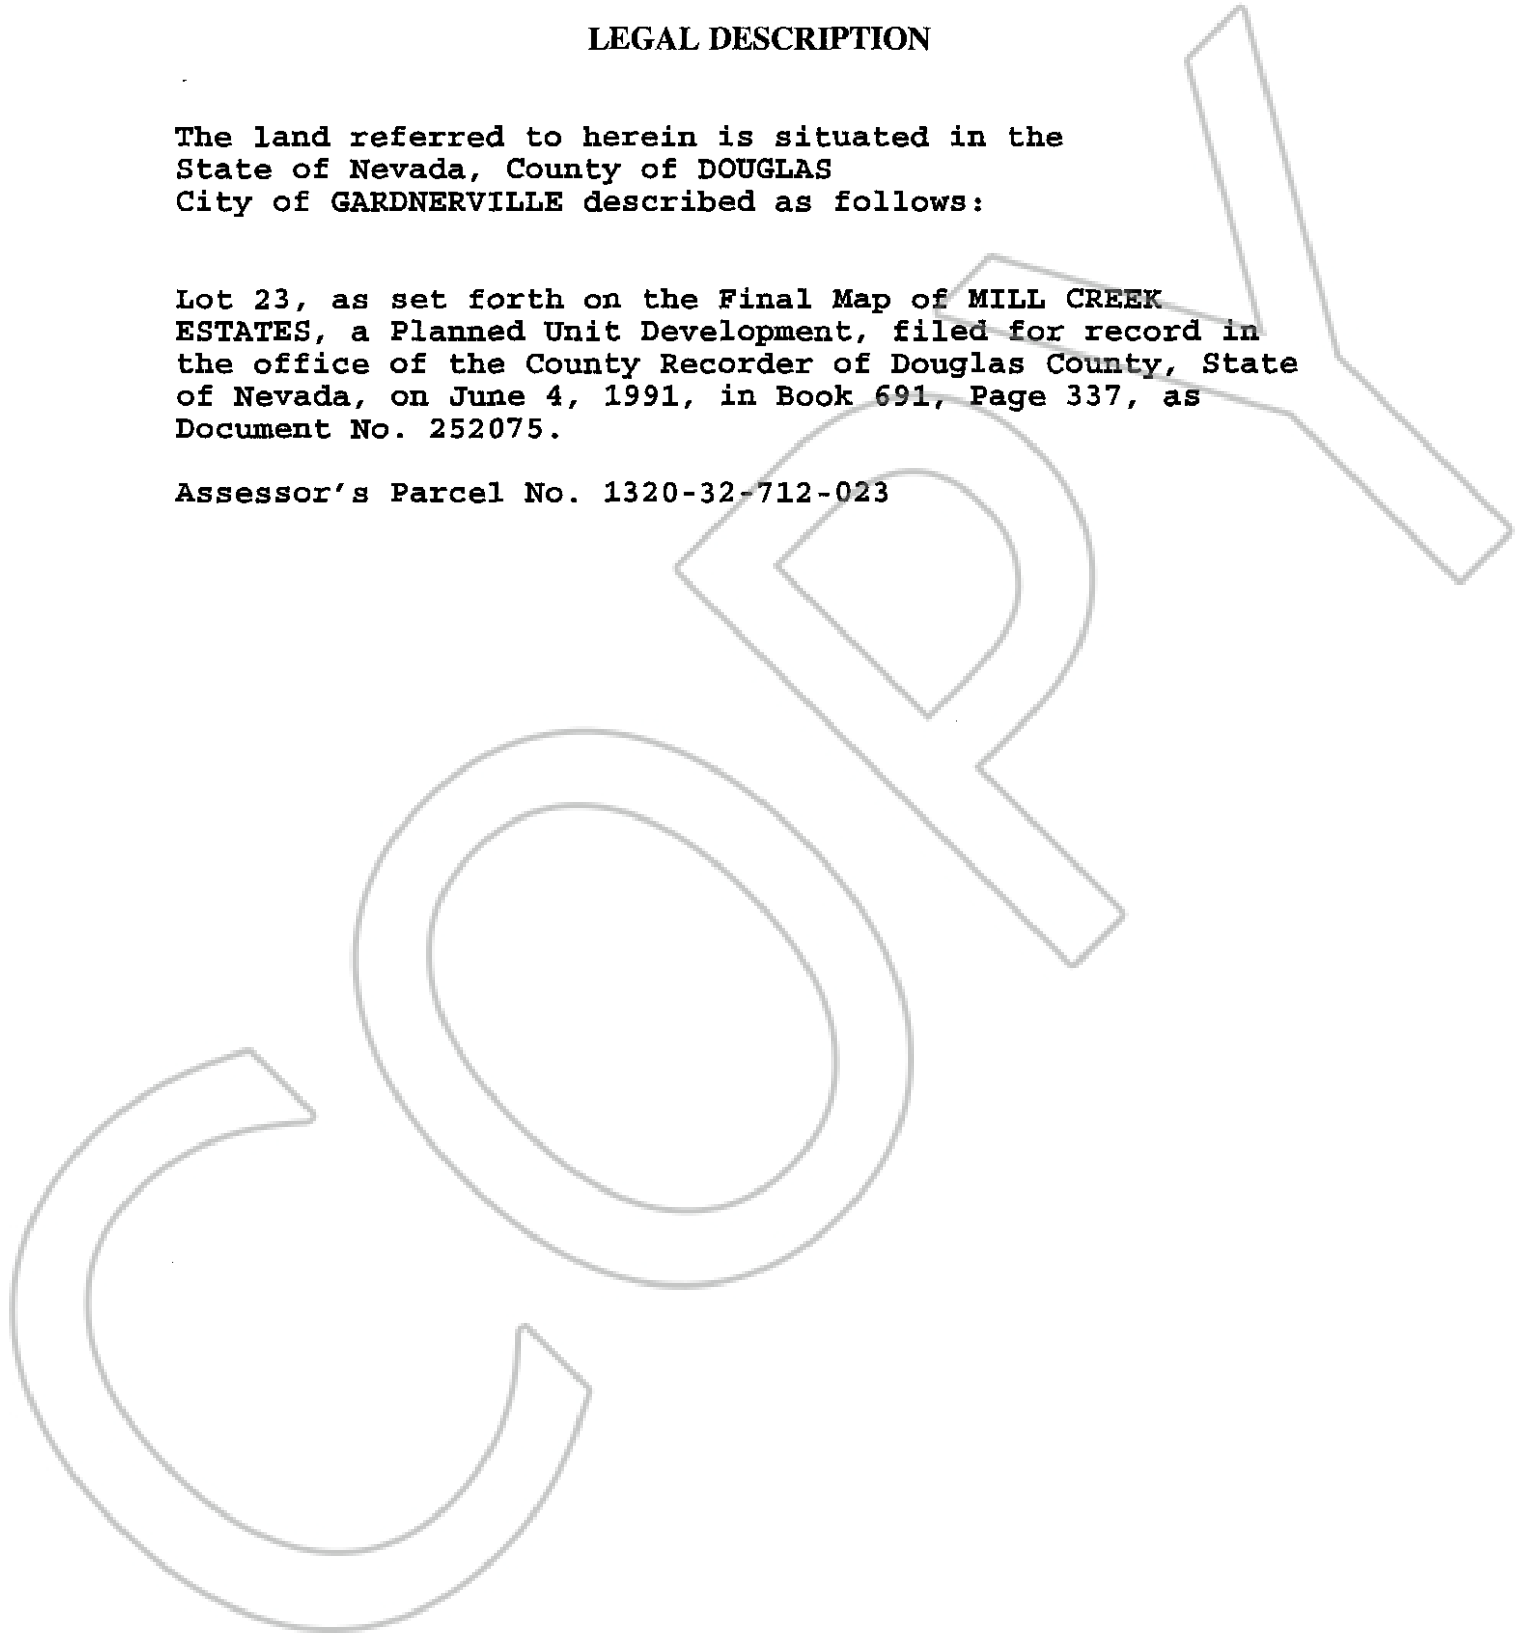 LEGAL DESCRIPTION
The land referred to herein is situated in the
State of Nevada, County of DOUGLAS
City of GARDNERVILLE described as follows:
Lot 23, as set forth on the Final Map of MILL CREEK
ESTATES, a Planned Unit Development, filed for record in
the office of the County Recorder of Douglas County, State
of Nevada, on June 4, 1991, in Book 691, Page 337, as
Document No. 252075.
Assessor's Parcel No. 1320-32-712-023
COPY